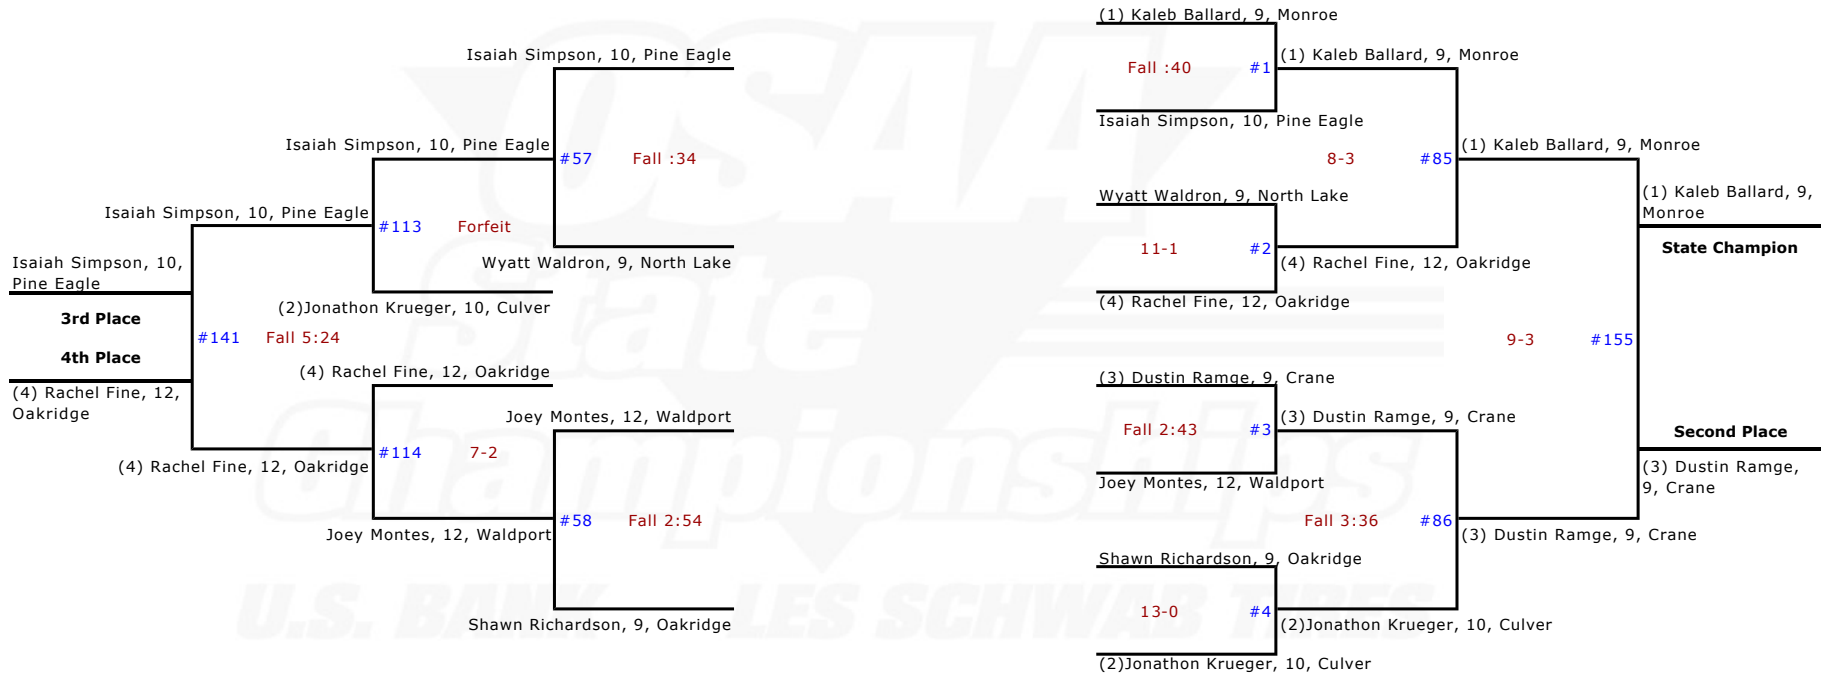 Isaiah Simpson, 10, Pine Eagle
Isaiah Simpson, 10, Pine Eagle
#57 Fall :34
Isaiah Simpson, 10, Pine Eagle
#113 Forfeit
Isaiah Simpson, 10,
Pine Eagle
Wyatt Waldron, 9, North Lake
(2)Jonathon Krueger, 10, Culver
3rd Place
#141 Fall 5:24
4th Place
(4) Rachel Fine, 12, Oakridge
(4) Rachel Fine, 12,
Oakridge
Joey Montes, 12, Waldport
#114 7-2
(4) Rachel Fine, 12, Oakridge
#58 Fall 2:54
Joey Montes, 12, Waldport
Shawn Richardson, 9, Oakridge
(1) Kaleb Ballard, 9, Monroe
(1) Kaleb Ballard, 9, Monroe
Fall :40 #1
Isaiah Simpson, 10, Pine Eagle
(1) Kaleb Ballard, 9, Monroe
8-3 #85
Wyatt Waldron, 9, North Lake
(1) Kaleb Ballard, 9,
Monroe
11-1 #2
State Champion
(4) Rachel Fine, 12, Oakridge
(4) Rachel Fine, 12, Oakridge
9-3 #155
(3) Dustin Ramge, 9, Crane
(3) Dustin Ramge, 9, Crane
Fall 2:43 #3
Second Place
(3) Dustin Ramge,
9, Crane
Joey Montes, 12, Waldport
Fall 3:36 #86
(3) Dustin Ramge, 9, Crane
Shawn Richardson, 9, Oakridge
13-0 #4
(2)Jonathon Krueger, 10, Culver
(2)Jonathon Krueger, 10, Culver
OSAA
State
Championships
U.S. BANK LES SCHWAB TIRES